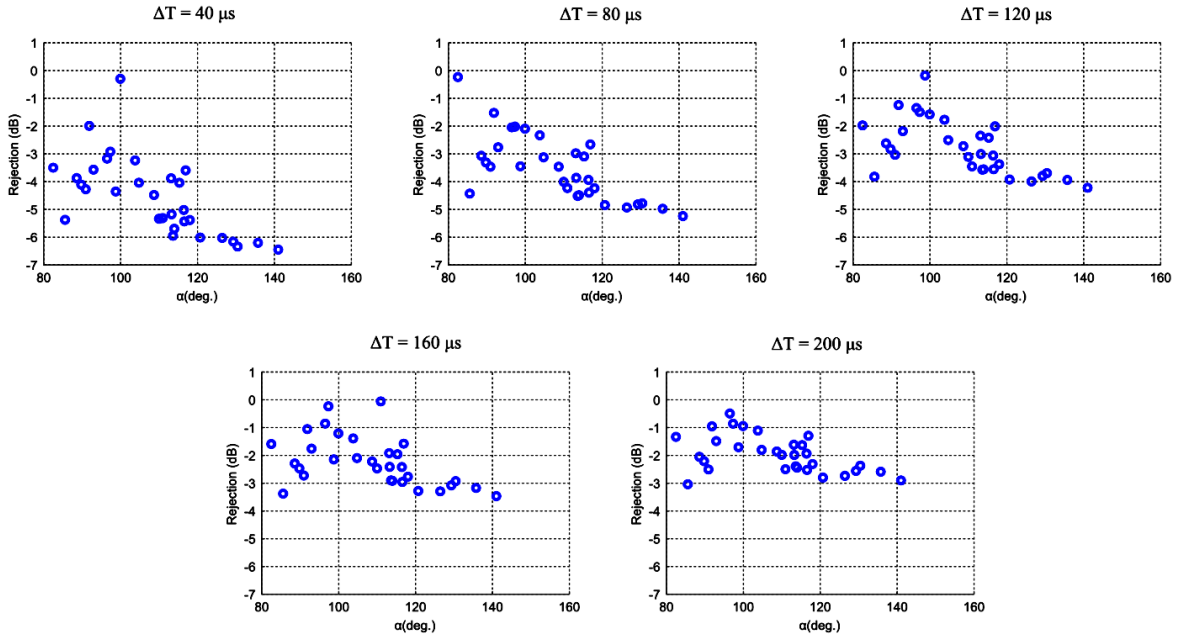 ΔT = 40 μs
ΔT = 80 μs
ΔT = 120 μs
1
0
-1
-2
-3
-4
-5
-6
-7
Rejection (dB)
80 100 120 140 160
α(deg.)
1
0
-1
-2
-3
-4
-5
-6
-7
Rejection (dB)
80 100 120 140 160
α(deg.)
1
0
-1
-2
-3
-4
-5
-6
-7
Rejection (dB)
80 100 120 140 160
α(deg.)
ΔT = 160 μs
ΔT = 200 μs
1
0
-1
-2
-3
-4
-5
-6
-7
Rejection (dB)
80 100 120 140 160
α(deg.)
1
0
-1
-2
-3
-4
-5
-6
-7
Rejection (dB)
80 100 120 140 160
α(deg.)